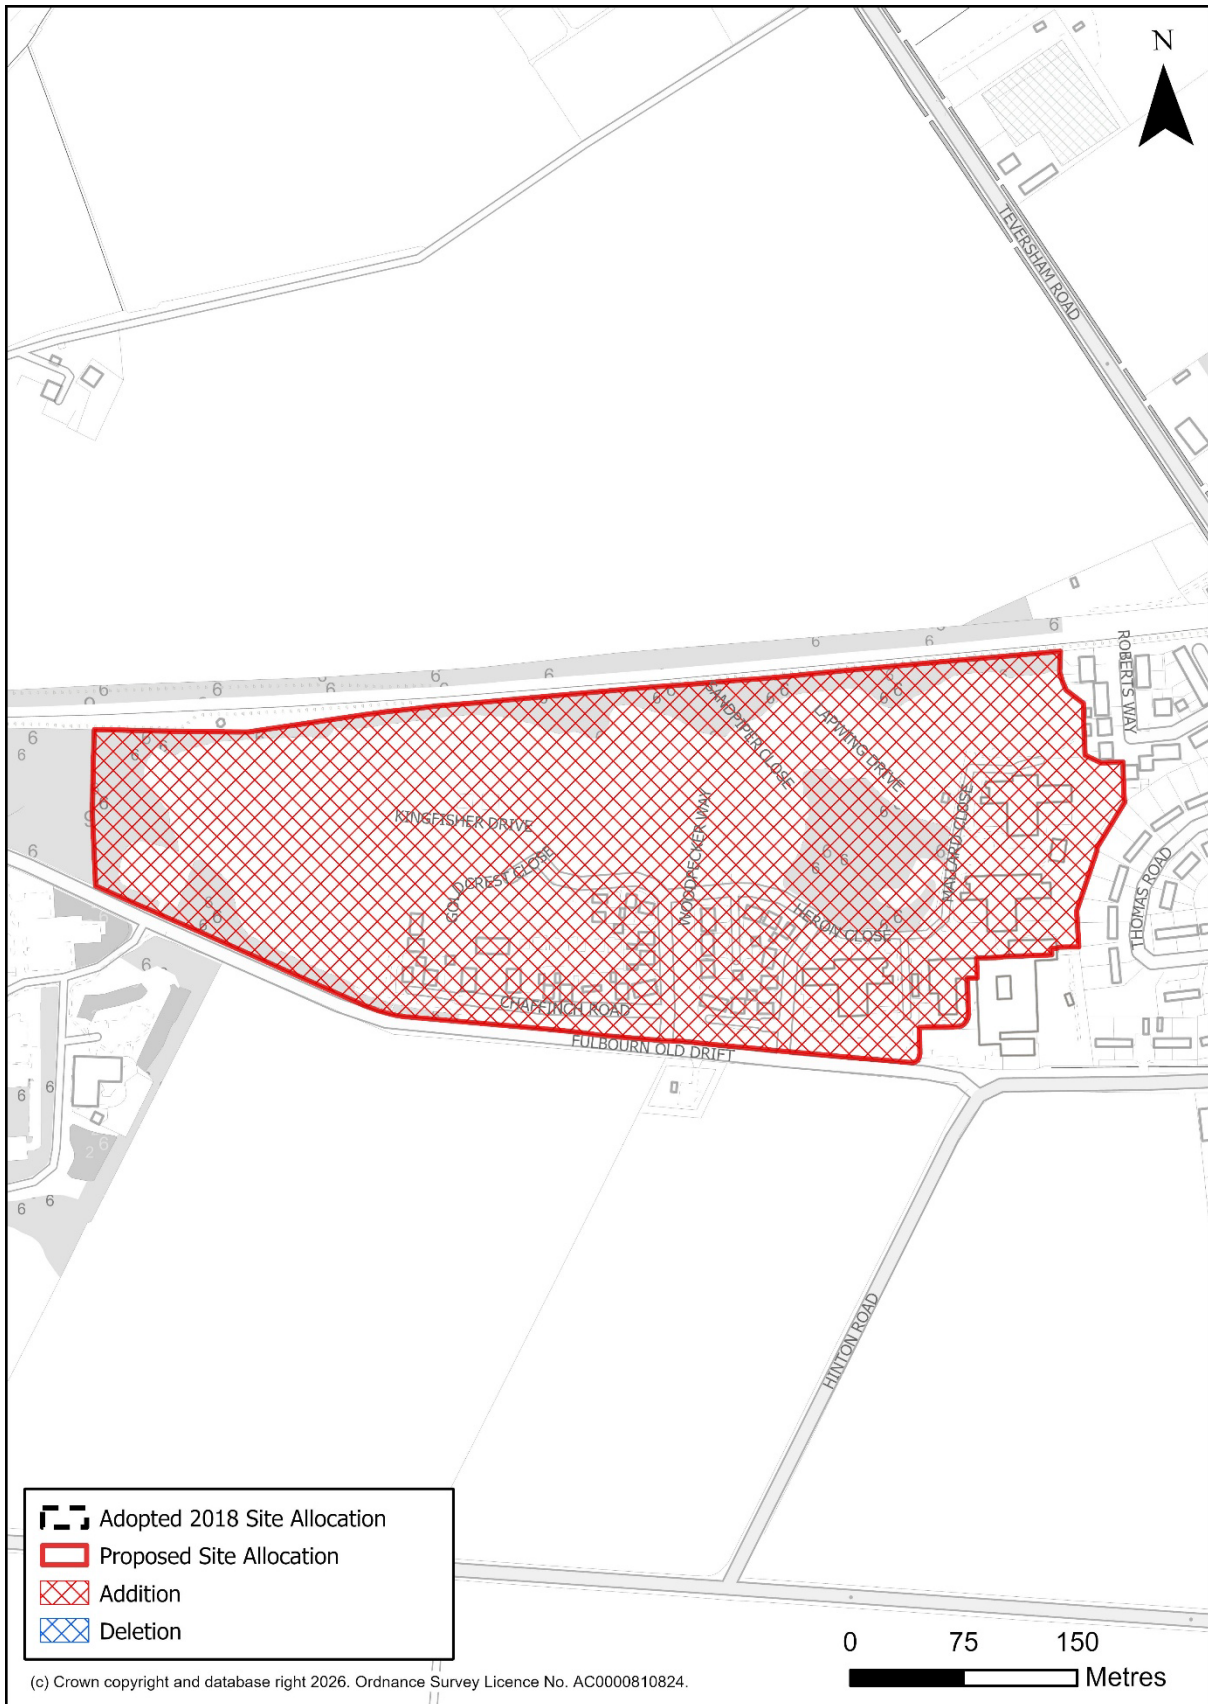 N
TEVERSHAM ROAD
ROBERTS WAY
SANDPIPER CLOSE
LAPWING DRIVE
KINGFISHER DRIVE
GOLDCREST CLOSE
WOODPECKER WAY
MALLARD CLOSE
HERON CLOSE
THOMAS ROAD
CHAFFINCH ROAD
FULBOURN OLD DRIFT
HINTON ROAD
Adopted 2018 Site Allocation
Proposed Site Allocation
Addition
Deletion
0 75 150
Metres
(c) Crown copyright and database right 2026. Ordnance Survey Licence No. AC0000810824.